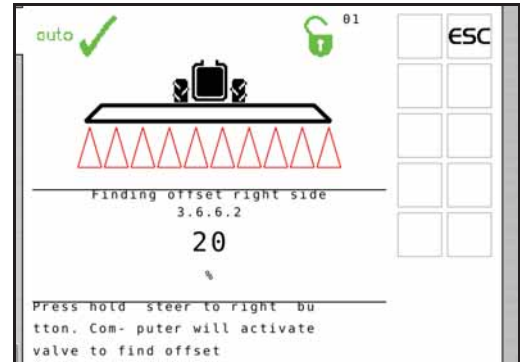 auto
01
ESC
Finding offset right side
3.6.6.2
20
%
Press hold steer to right bu
tton. Com- puter will activate
valve to find offset